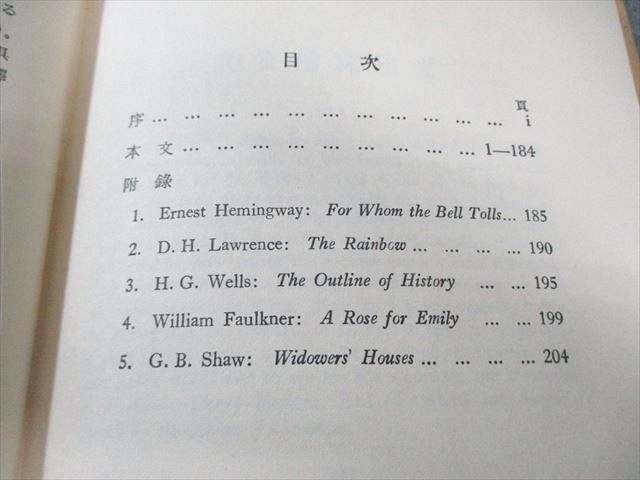 目次
頁
序… … … … … … … … … … … i
本文… … … … … … … … … … 1—184
附録
1. Ernest Hemingway: For Whom the Bell Tolls… 185
2. D. H. Lawrence: The Rainbow … … … … 190
3. H. G. Wells: The Outline of History … … 195
4. William Faulkner: A Rose for Emily … … 199
5. G. B. Shaw: Widowers' Houses … … … … 204